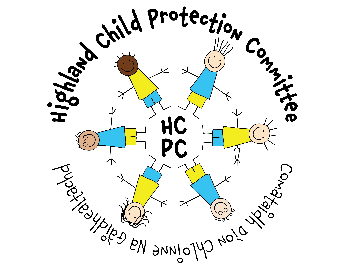 Highland Child Protection Committee
HC
PC
Comataidh Dìon Chloinne Na Gàidhealtachd